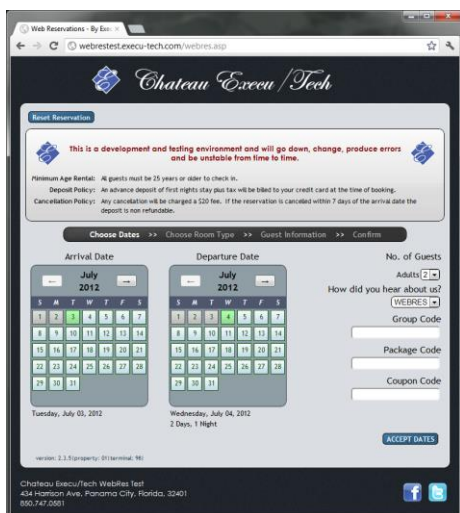 Web Reservations - By Exec
webrestest.execu-tech.com/webres.asp
Chateau Execu/Tech
Reset Reservation
This is a development and testing environment and will go down, change, produce errors
and be unstable from time to time.
Minimum Age Rental: All guests must be 25 years or older to check in.
Deposit Policy: An advance deposit of first nights stay plus tax will be billed to your credit card at the time of booking.
Cancellation Policy: Any cancellation will be charged a $20 fee. If the reservation is cancelled within 7 days of the arrival date the
deposit is non refundable.
Choose Dates >> Choose Room Type >> Guest Information >> Confirm
Arrival Date
July
2012
S M T W T F S
1 2 3 4 5 6 7
8 9 10 11 12 13 14
15 16 17 18 19 20 21
22 23 24 25 26 27 28
29 30 31
Tuesday, July 03, 2012
Departure Date
July
2012
S M T W T F S
1 2 3 4 5 6 7
8 9 10 11 12 13 14
15 16 17 18 19 20 21
22 23 24 25 26 27 28
29 30 31
Wednesday, July 04, 2012
2 Days, 1 Night
No. of Guests
Adults 2
How did you hear about us?
WEBRES
Group Code
Package Code
Coupon Code
ACCEPT DATES
version: 2.3.5(property: 01)terminal: 98)
Chateau Execu/Tech WebRes Test
434 Harrison Ave, Panama City, Florida, 32401
850.747.0581